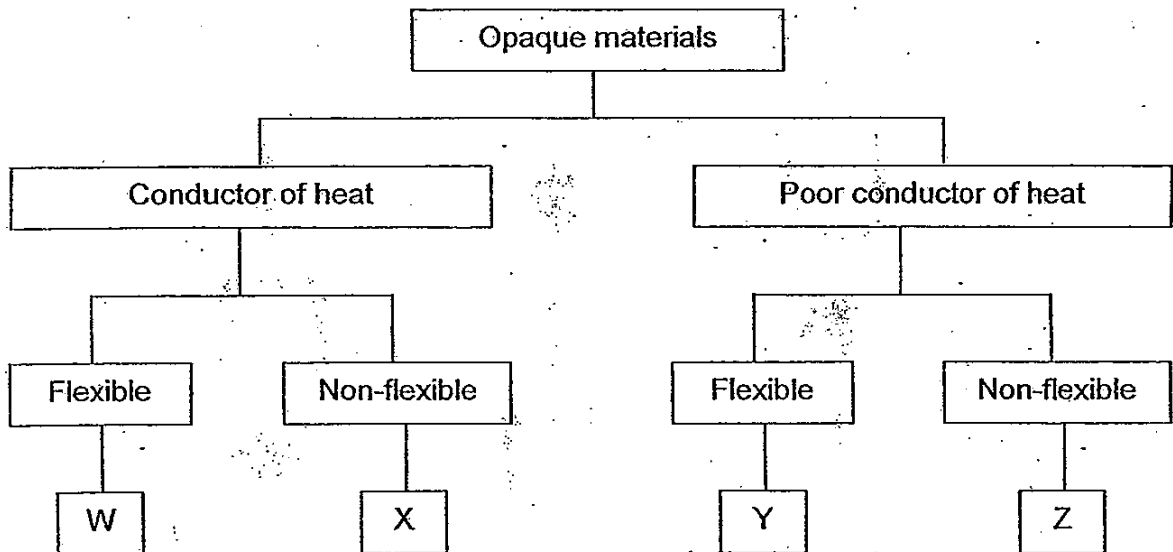 Opaque materials
Conductor of heat
Poor conductor of heat
Flexible
Non-flexible
Flexible
Non-flexible
W
X
Y
Z